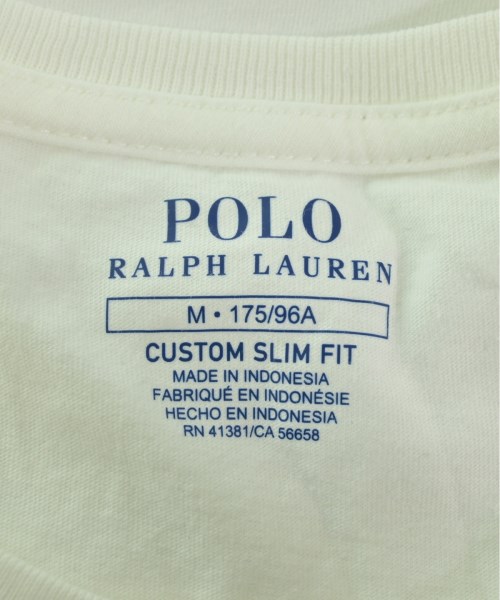 POLO
RALPH LAUREN
M • 175/96A
CUSTOM SLIM FIT
MADE IN INDONESIA
FABRIQUÉ EN INDONÉSIE
HECHO EN INDONESIA
RN 41381/CA 56658